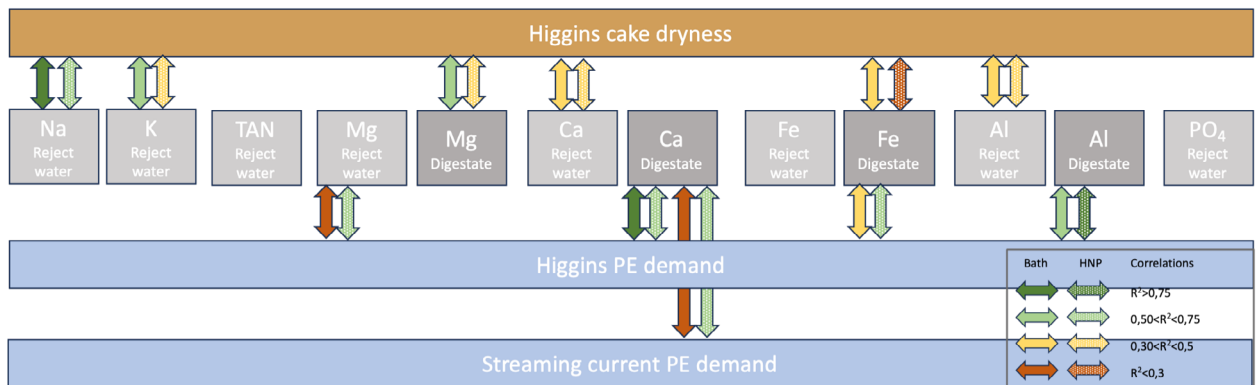 Higgins cake dryness
Na
Reject
water
K
Reject
water
TAN
Reject
water
Mg
Reject
water
Mg
Digestate
Ca
Reject
water
Ca
Digestate
Fe
Reject
water
Fe
Digestate
Al
Reject
water
Al
Digestate
PO₄
Reject
water
Higgins PE demand
Bath HNP Correlations
R²>0,75
0,50<R²<0,75
0,30<R²<0,5
R²<0,3
Streaming current PE demand